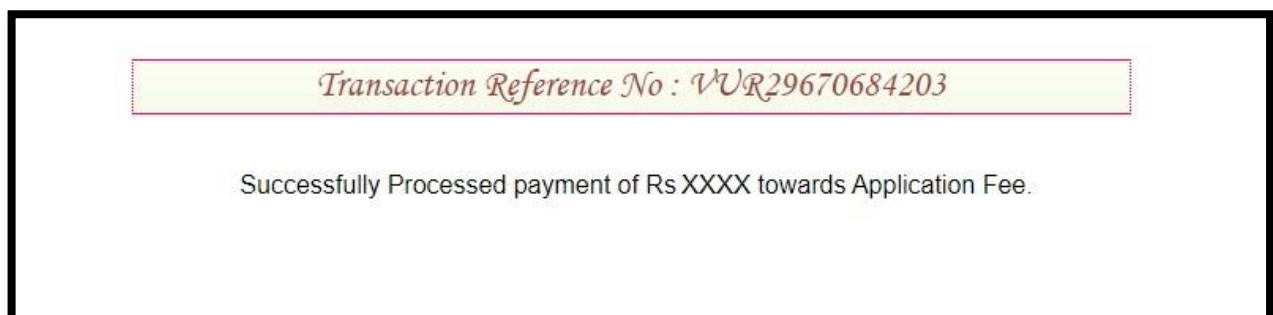 Transaction Reference No : VUR29670684203
Successfully Processed payment of Rs XXXX towards Application Fee.